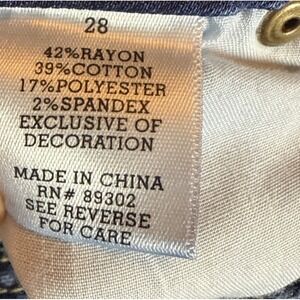 28
42%RAYON
39%COTTON
17%POLYESTER
2%SPANDEX
EXCLUSIVE OF
DECORATION
MADE IN CHINA
RN# 89302
SEE REVERSE
FOR CARE